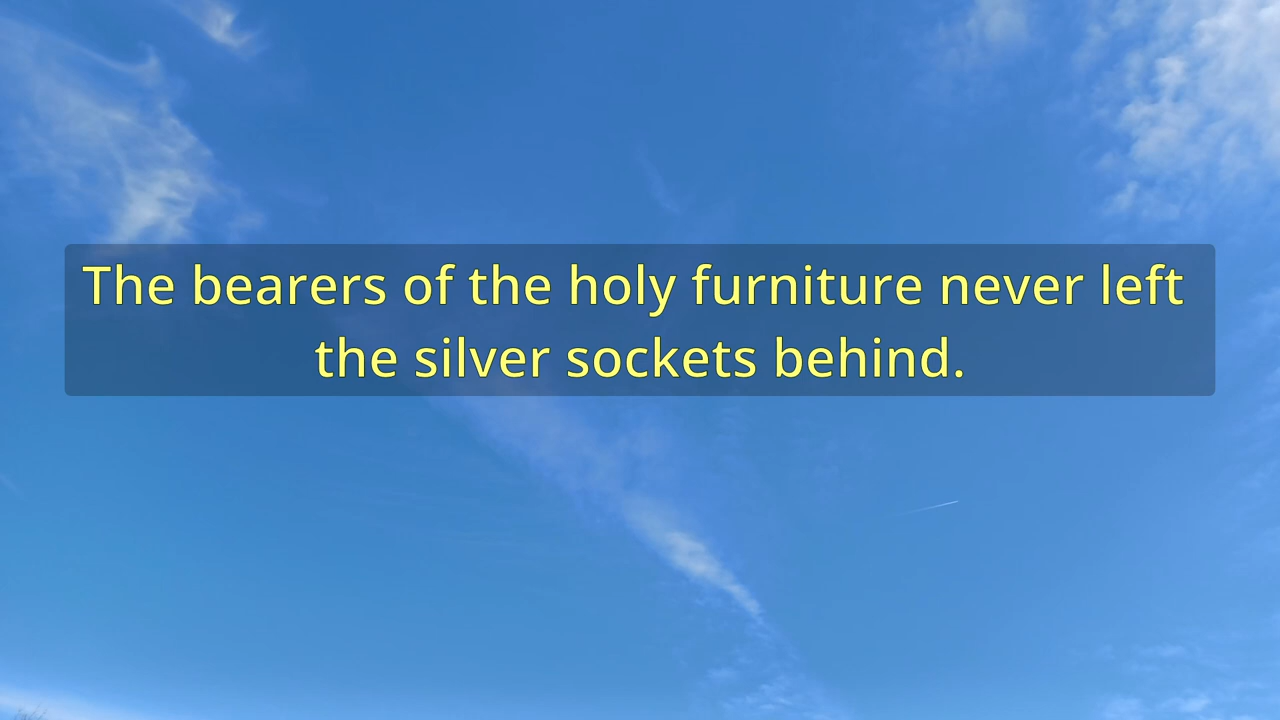 The bearers of the holy furniture never left
the silver sockets behind.